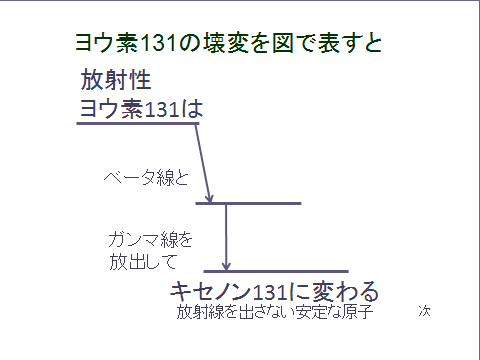 ヨウ素131の壊変を図で表すと
放射性
ヨウ素131は
ベータ線と
ガンマ線を
放出して
キセノン131に変わる
放射線を出さない安定な原子
次